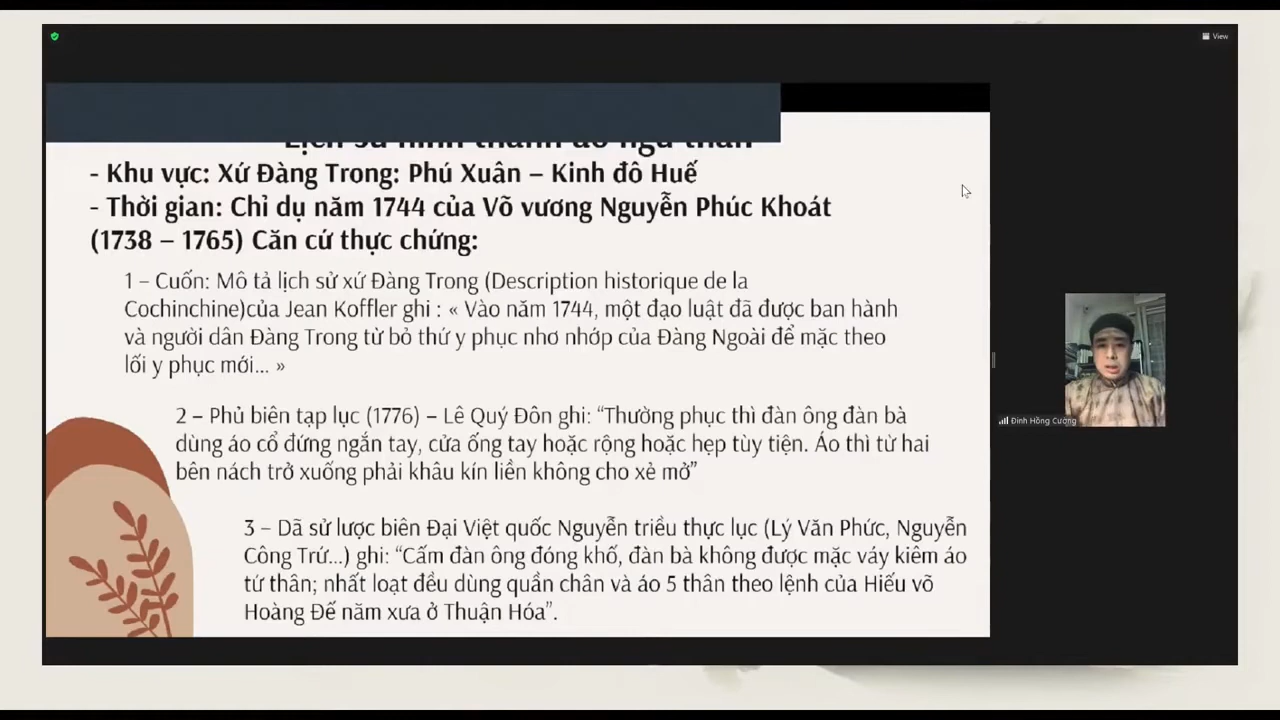 View
Lịch sử hình thành áo ngũ thân
- Khu vực: Xứ Đàng Trong: Phú Xuân – Kinh đô Huế
- Thời gian: Chỉ dụ năm 1744 của Võ vương Nguyễn Phúc Khoát
(1738 – 1765) Căn cứ thực chứng:
1 – Cuốn: Mô tả lịch sử xứ Đàng Trong (Description historique de la
Cochinchine)của Jean Koffler ghi : « Vào năm 1744, một đạo luật đã được ban hành
và người dân Đàng Trong từ bỏ thứ y phục nhơ nhớp của Đàng Ngoài để mặc theo
lối y phục mới... »
2 – Phủ biên tạp lục (1776) – Lê Quý Đôn ghi: “Thường phục thì đàn ông đàn bà
dùng áo cổ đứng ngắn tay, cửa ống tay hoặc rộng hoặc hẹp tùy tiện. Áo thì từ hai
bên nách trở xuống phải khâu kín liền không cho xẻ mở”
Đinh Hồng Cường
3 – Dã sử lược biên Đại Việt quốc Nguyễn triều thực lục (Lý Văn Phức, Nguyễn
Công Trứ...) ghi: “Cấm đàn ông đóng khố, đàn bà không được mặc váy kiêm áo
tứ thân; nhất loạt đều dùng quần chân và áo 5 thân theo lệnh của Hiếu võ
Hoàng Đế năm xưa ở Thuận Hóa”.